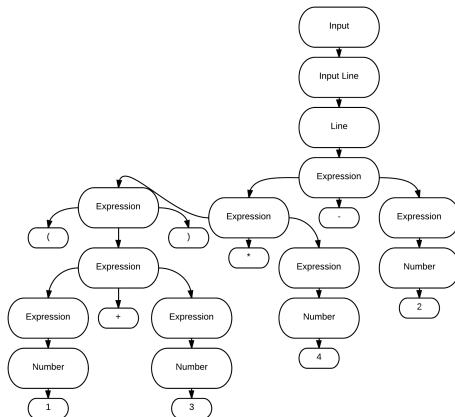 Input
Input Line
Line
Expression
Expression
Expression
-
Expression
(
)
*
Expression
Expression
Number
Expression
+
Expression
Number
2
Number
Number
4
1
3